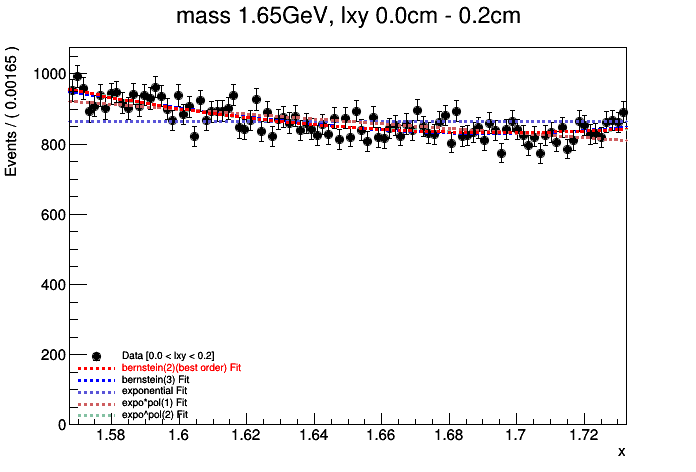 mass 1.65GeV, lxy 0.0cm - 0.2cm
Events / ( 0.00165 )
1000
800
600
400
200
0
Data [0.0 < lxy < 0.2]
bernstein(2)(best order) Fit
bernstein(3) Fit
exponential Fit
expo*pol(1) Fit
expo*pol(2) Fit
1.58 1.6 1.62 1.64 1.66 1.68 1.7 1.72
x